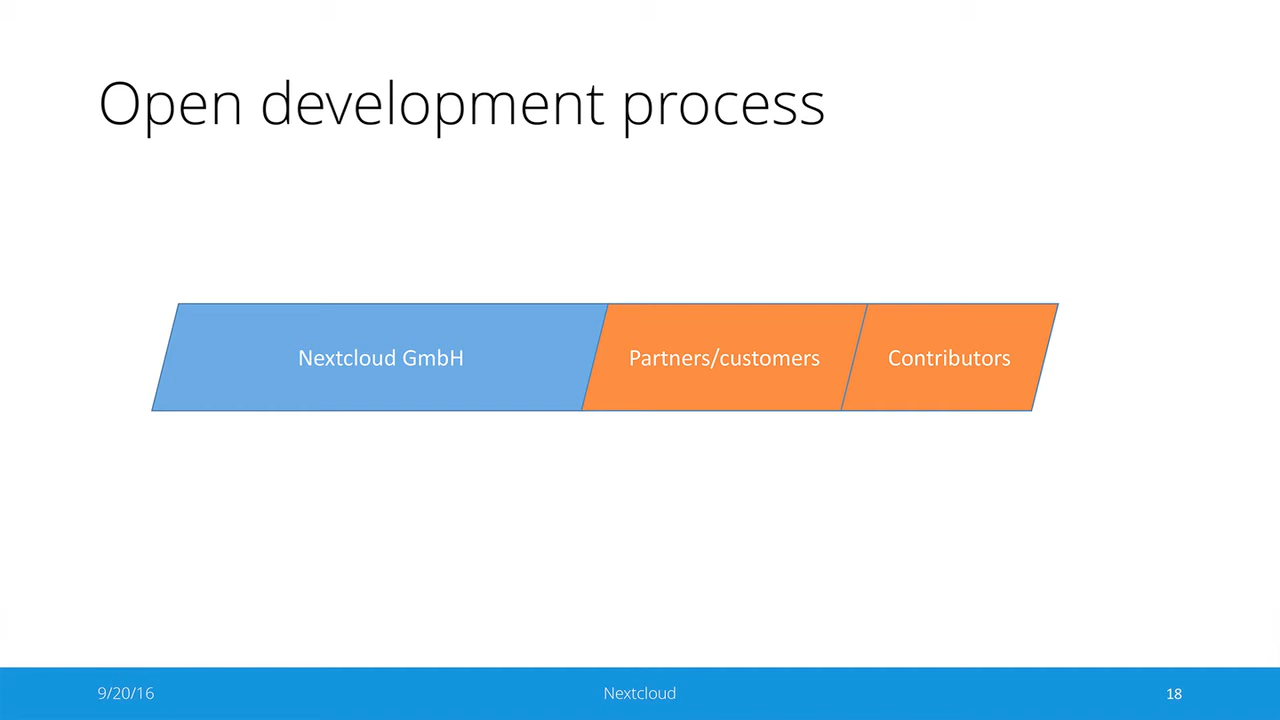 Open development process
Nextcloud GmbH
Partners/customers
Contributors
9/20/16
Nextcloud
18